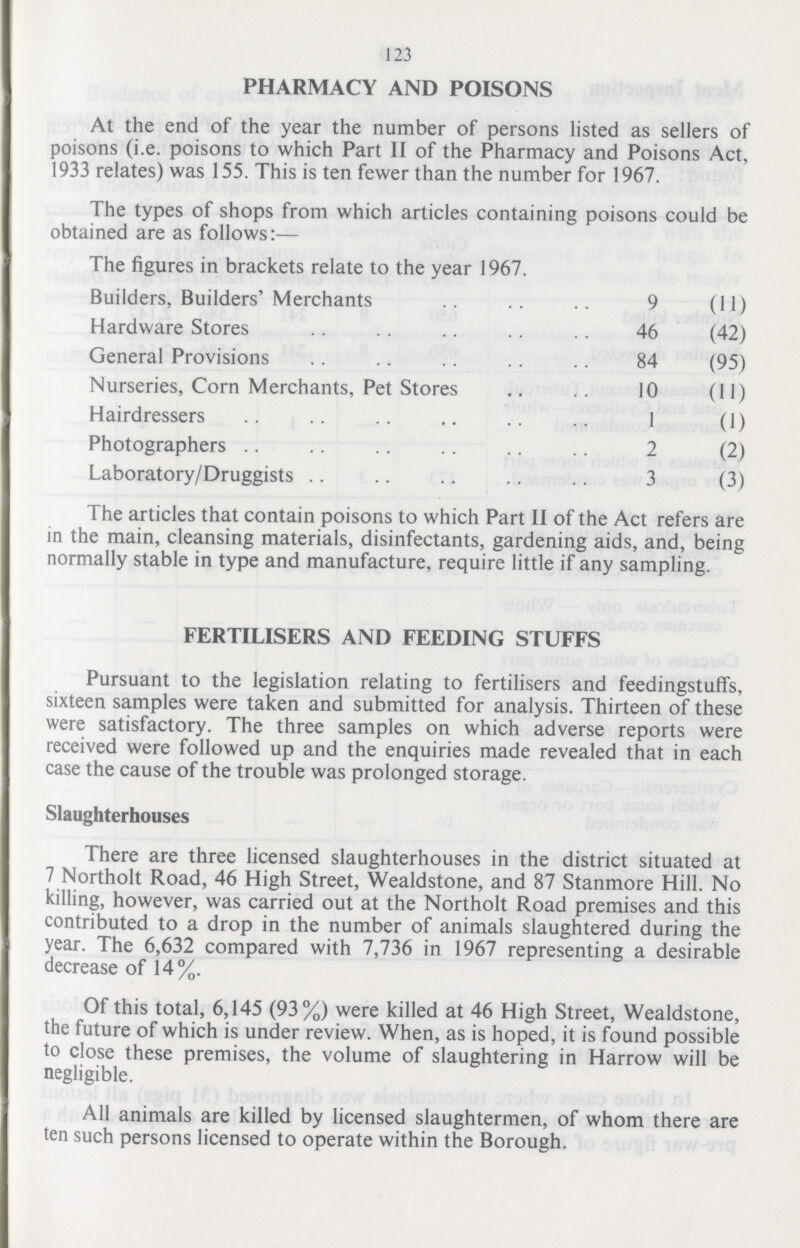 123
PHARMACY AND POISONS
At the end of the year the number of persons listed as sellers of
poisons (i.e. poisons to which Part II of the Pharmacy and Poisons Act,
1933 relates) was 155. This is ten fewer than the number for 1967.
The types of shops from which articles containing poisons could be
obtained are as follows:—
The figures in brackets relate to the year 1967.
Builders, Builders' Merchants .. .. .. 9 (11)
Hardware Stores .. .. .. .. .. 46 (42)
General Provisions .. .. .. .. .. 84 (95)
Nurseries, Corn Merchants, Pet Stores .. .. 10 (11)
Hairdressers .. .. .. .. .. .. 1 (1)
Photographers .. .. .. .. .. .. 2 (2)
Laboratory/Druggists .. .. .. .. .. 3 (3)
The articles that contain poisons to which Part II of the Act refers are
in the main, cleansing materials, disinfectants, gardening aids, and, being
normally stable in type and manufacture, require little if any sampling.
FERTILISERS AND FEEDING STUFFS
Pursuant to the legislation relating to fertilisers and feedingstuffs,
sixteen samples were taken and submitted for analysis. Thirteen of these
were satisfactory. The three samples on which adverse reports were
received were followed up and the enquiries made revealed that in each
case the cause of the trouble was prolonged storage.
Slaughterhouses
There are three licensed slaughterhouses in the district situated at
7 Northolt Road, 46 High Street, Wealdstone, and 87 Stanmore Hill. No
killing, however, was carried out at the Northolt Road premises and this
contributed to a drop in the number of animals slaughtered during the
year. The 6,632 compared with 7,736 in 1967 representing a desirable
decrease of 14%.
Of this total, 6,145 (93%) were killed at 46 High Street, Wealdstone,
the future of which is under review. When, as is hoped, it is found possible
to close these premises, the volume of slaughtering in Harrow will be
negligible.
All animals are killed by licensed slaughtermen, of whom there are
ten such persons licensed to operate within the Borough.